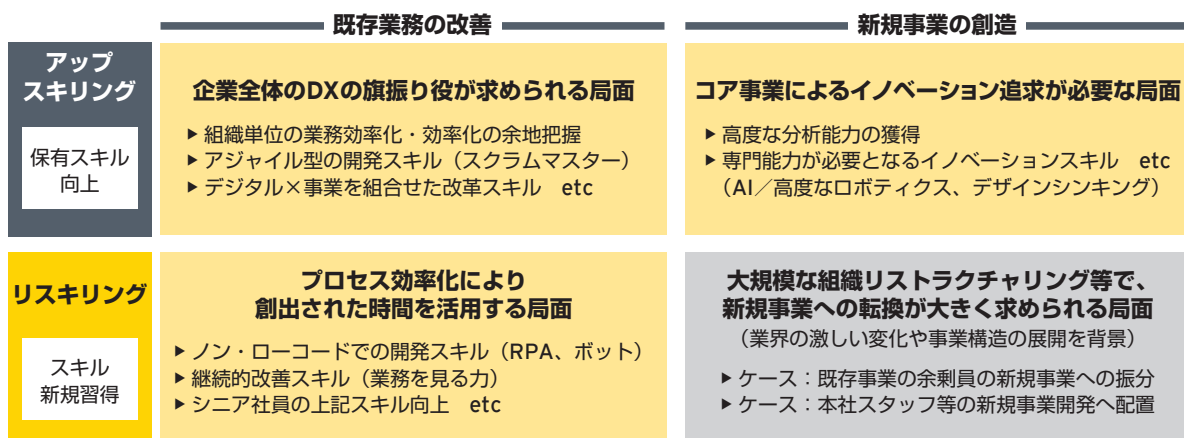 既存業務の改善
新規事業の創造
アップ
スキリング
保有スキル
向上
企業全体のDXの旗振り役が求められる局面
▶ 組織単位の業務効率化・効率化の余地把握
▶ アジャイル型の開発スキル（スクラムマスター）
▶ デジタル×事業を組合せた改革スキル　etc
コア事業によるイノベーション追求が必要な局面
▶ 高度な分析能力の獲得
▶ 専門能力が必要となるイノベーションスキル　etc
（AI／高度なロボティクス、デザインシンキング）
リスキリング
スキル
新規習得
プロセス効率化により
創出された時間を活用する局面
▶ ノン・ローコードでの開発スキル（RPA、ボット）
▶ 継続的改善スキル（業務を見る力）
▶ シニア社員の上記スキル向上　etc
大規模な組織リストラクチャリング等で、
新規事業への転換が大きく求められる局面
（業界の激しい変化や事業構造の展開を背景）
▶ ケース：既存事業の余剰員の新規事業への振分
▶ ケース：本社スタッフ等の新規事業開発へ配置